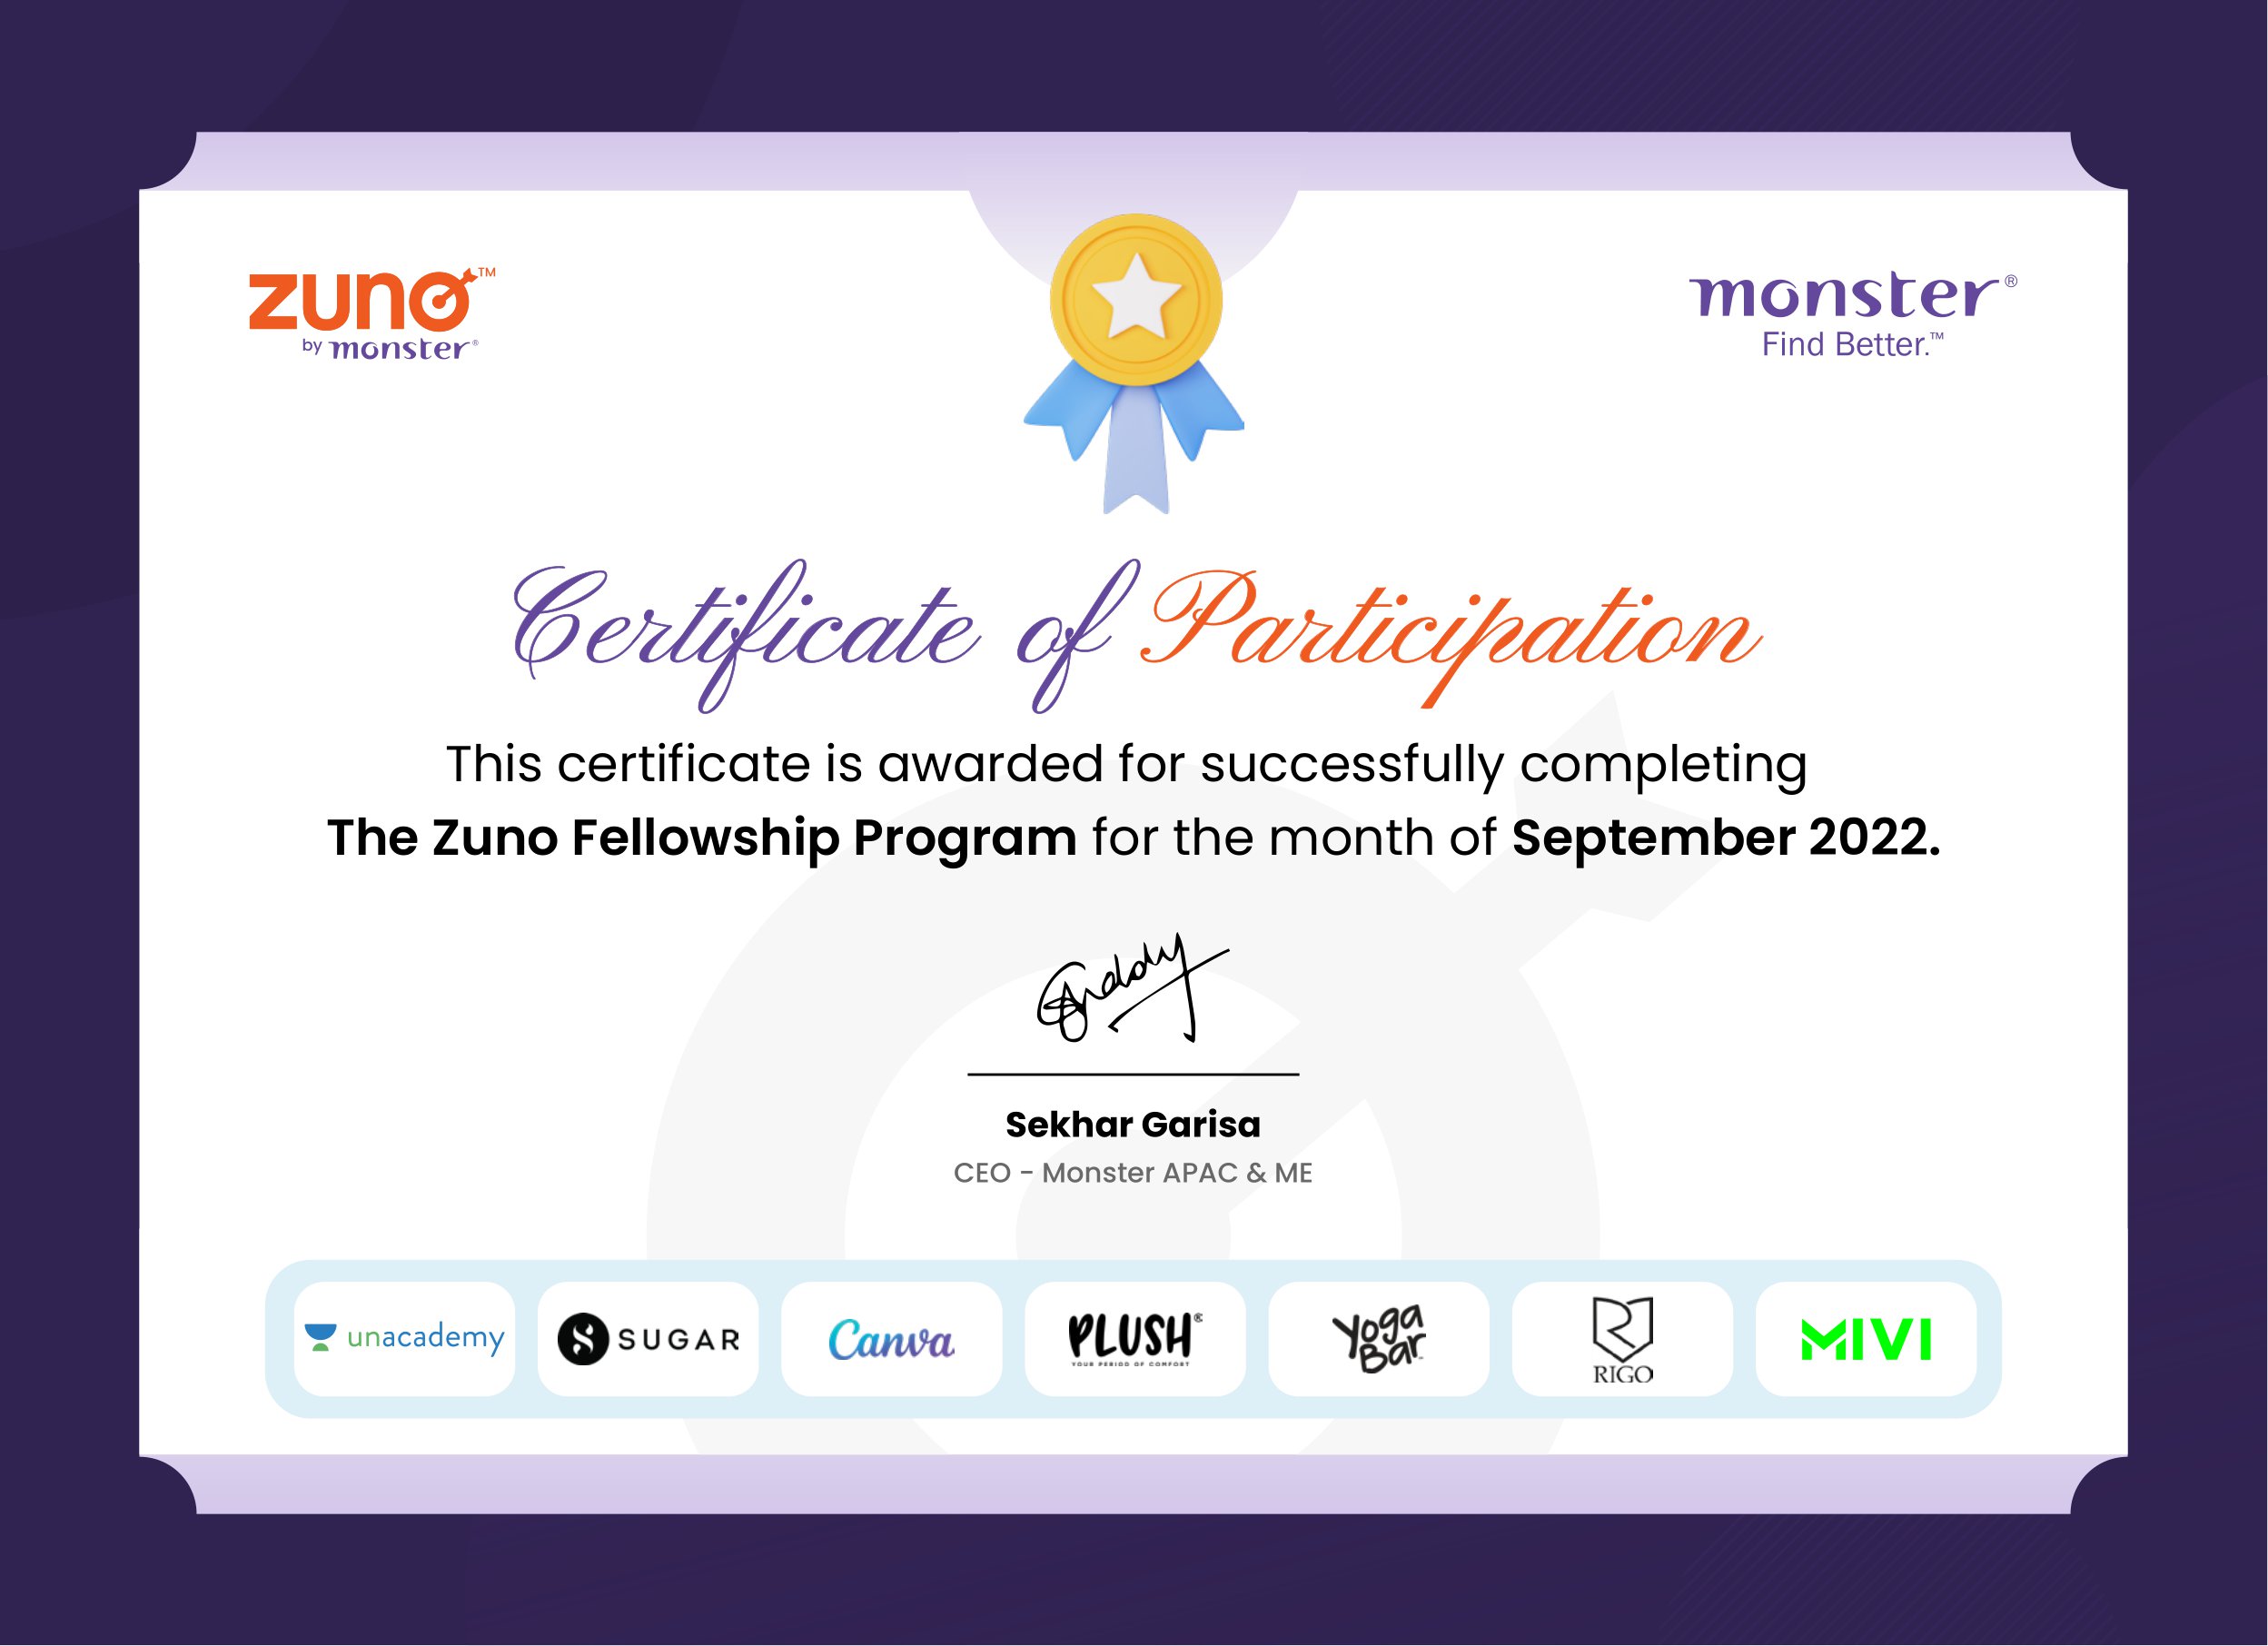 zuno™
by monster®
monster®
Find Better.™
Certificate of Participation
This certificate is awarded for successfully completing
The Zuno Fellowship Program for the month of September 2022.
Sekhar Garisa
CEO - Monster APAC & ME
unacademy
SUGAR
Canva
PLUSH®
YOUR PERIOD OF COMFORT
Yoga
Bar
RIGO
MIVI